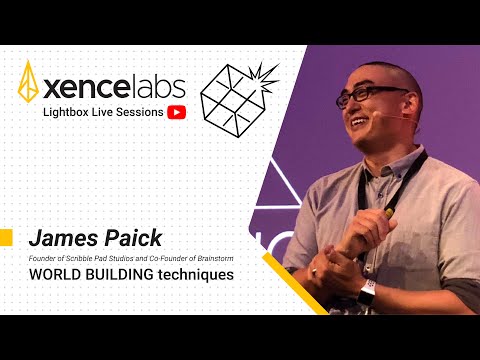 xencelabs
Lightbox Live Sessions
James Paick
Founder of Scribble Pad Studios and Co-Founder of Brainstorm
WORLD BUILDING techniques